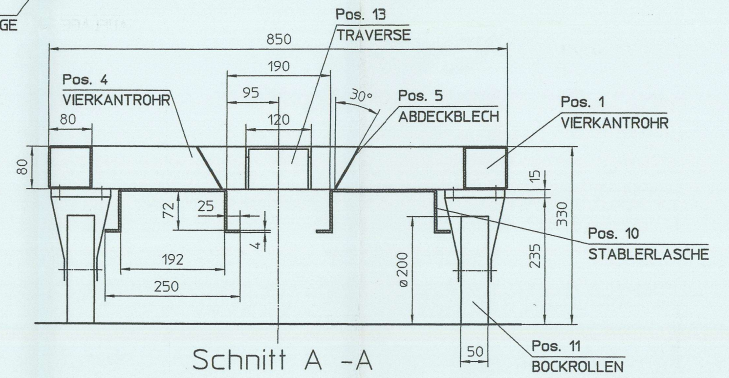 GE
Pos. 13
TRAVERSE
850
190
Pos. 4
VIERKANTROHR
95
30°
Pos. 5
ABDECKBLECH
Pos. 1
VIERKANTROHR
80
120
80
15
72
25
4
330
Pos. 10
STABLERLASCHE
192
ø200
235
250
Pos. 11
BOCKROLLEN
50
Schnitt A -A